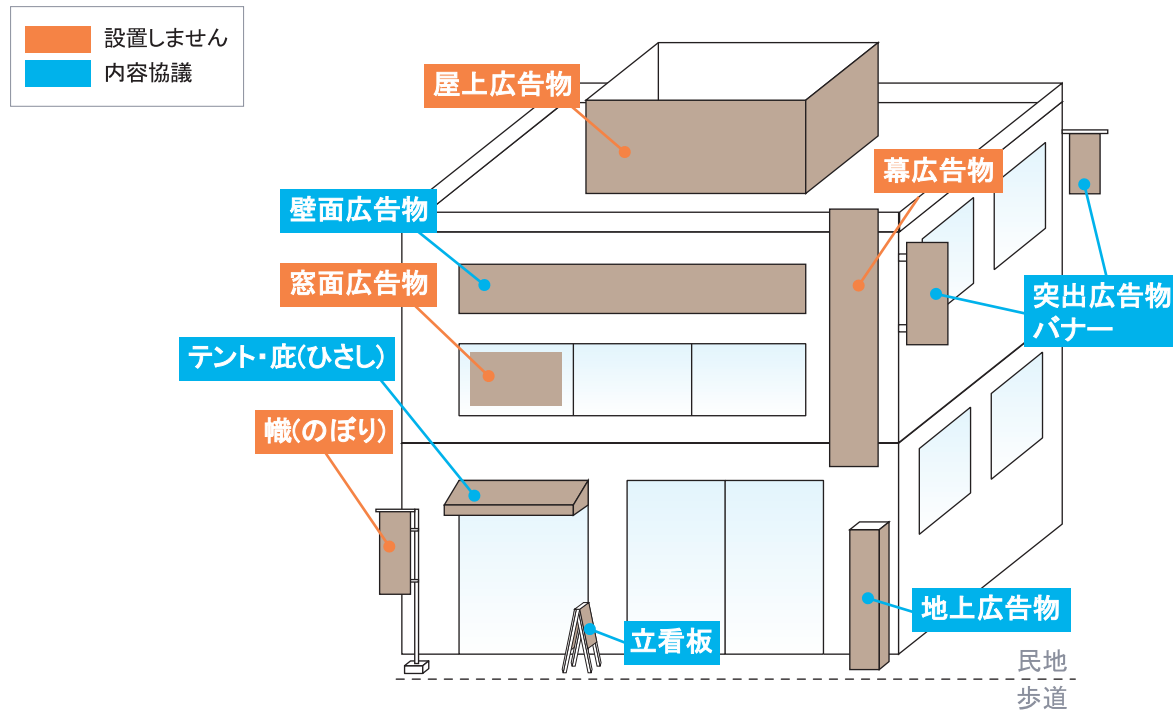 設置しません
内容協議
屋上広告物
幕広告物
壁面広告物
窓面広告物
突出広告物
バナー
テント・庇(ひさし)
幟(のぼり)
地上広告物
立看板
民地
歩道